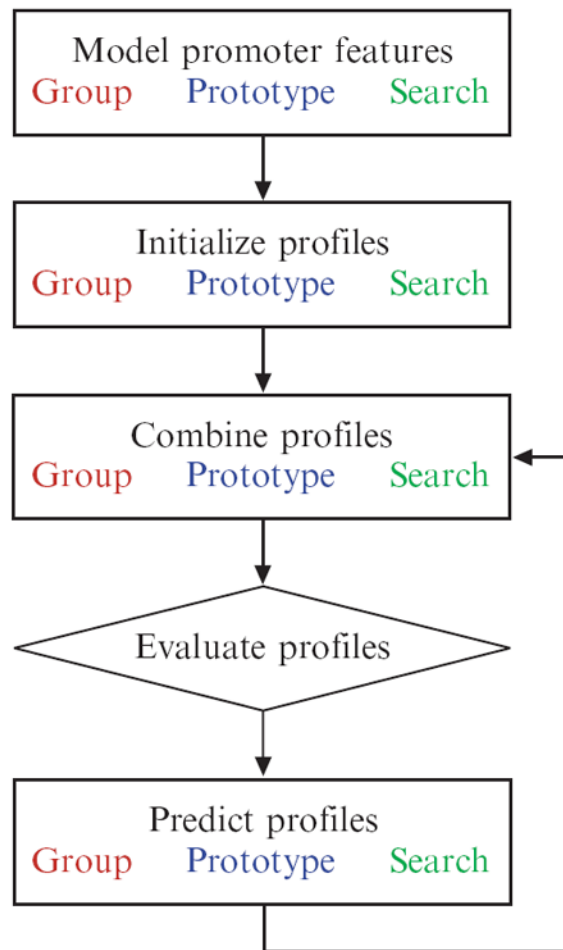 Model promoter features
Group Prototype Search
Initialize profiles
Group Prototype Search
Combine profiles
Group Prototype Search
Evaluate profiles
Predict profiles
Group Prototype Search